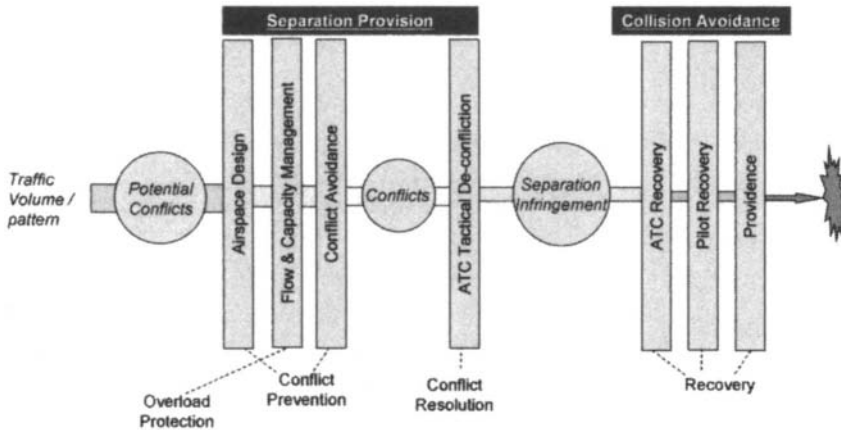 Separation Provision
Collision Avoidance
Traffic
Volume /
pattern
Potential
Conflicts
Airspace Design
Flow & Capacity Management
Conflict Avoidance
Conflicts
ATC Tactical De-confliction
Separation
Infringement
ATC Recovery
Pilot Recovery
Providence
Overload
Protection
Conflict
Prevention
Conflict
Resolution
Recovery